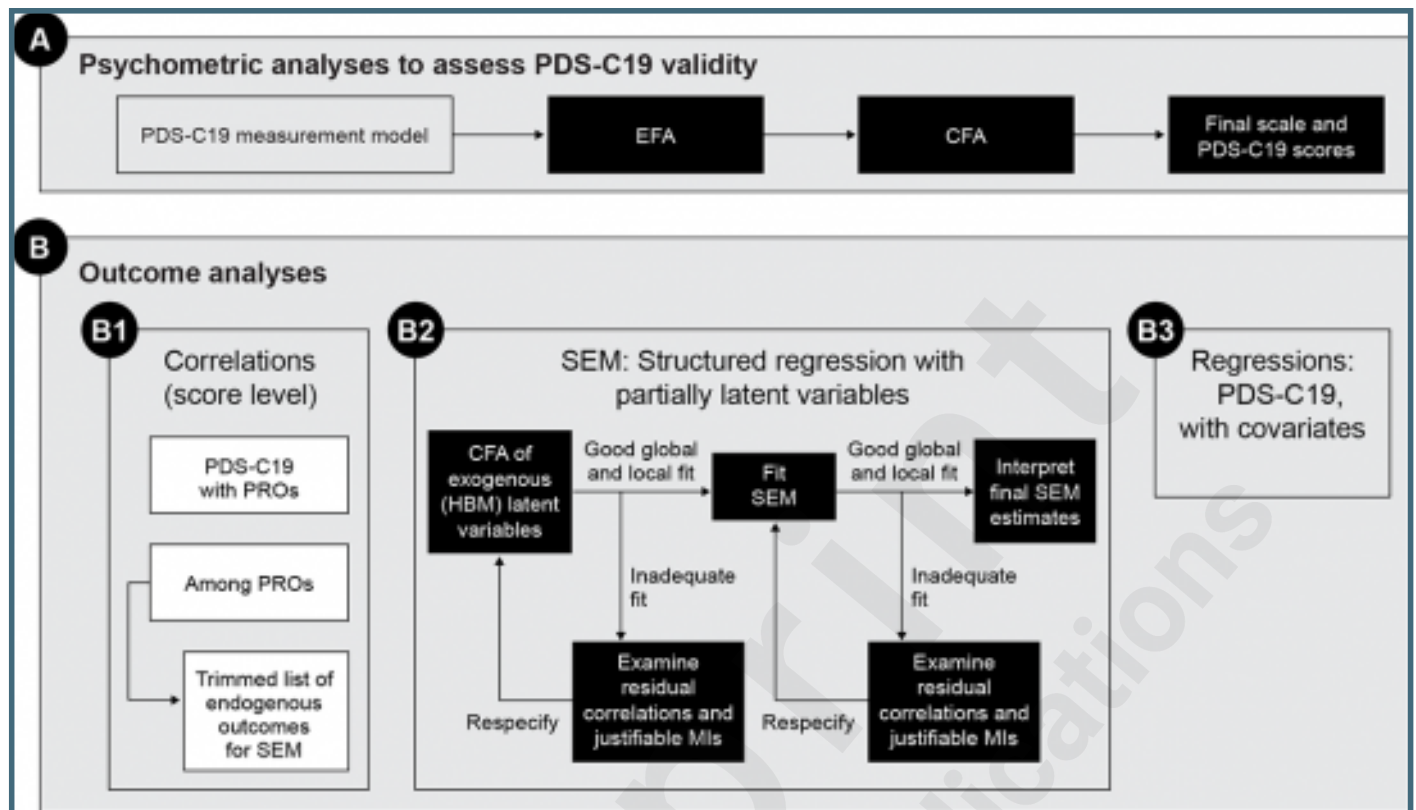 A
Psychometric analyses to assess PDS-C19 validity
PDS-C19 measurement model
EFA
CFA
Final scale and
PDS-C19 scores
B
Outcome analyses
B1
Correlations
(score level)
PDS-C19
with PROs
Among PROs
Trimmed list of
endogenous
outcomes
for SEM
B2
SEM: Structured regression with
partially latent variables
CFA of
exogenous
(HBM) latent
variables
Good global
and local fit
Fit
SEM
Good global
and local fit
Interpret
final SEM
estimates
Inadequate
fit
Inadequate
fit
Examine
residual
correlations and
justifiable MIs
Respecify
Examine
residual
correlations and
justifiable MIs
Respecify
B3
Regressions:
PDS-C19,
with covariates
print
lications